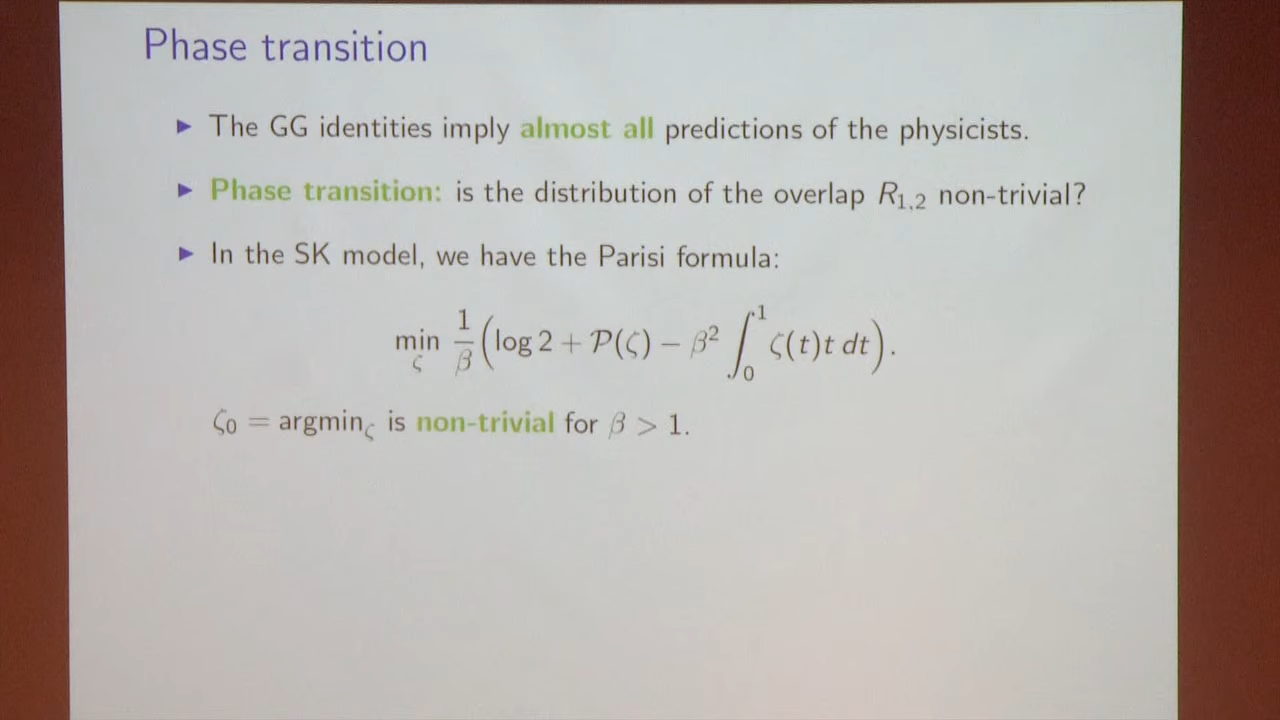 Phase transition
▶ The GG identities imply almost all predictions of the physicists.
▶ Phase transition: is the distribution of the overlap R₁,₂ non-trivial?
▶ In the SK model, we have the Parisi formula:
min_ζ 1/β (log 2 + 𝒫(ζ) − β² ∫₀¹ ζ(t)t dt).
ζ₀ = argmin_ζ is non-trivial for β > 1.